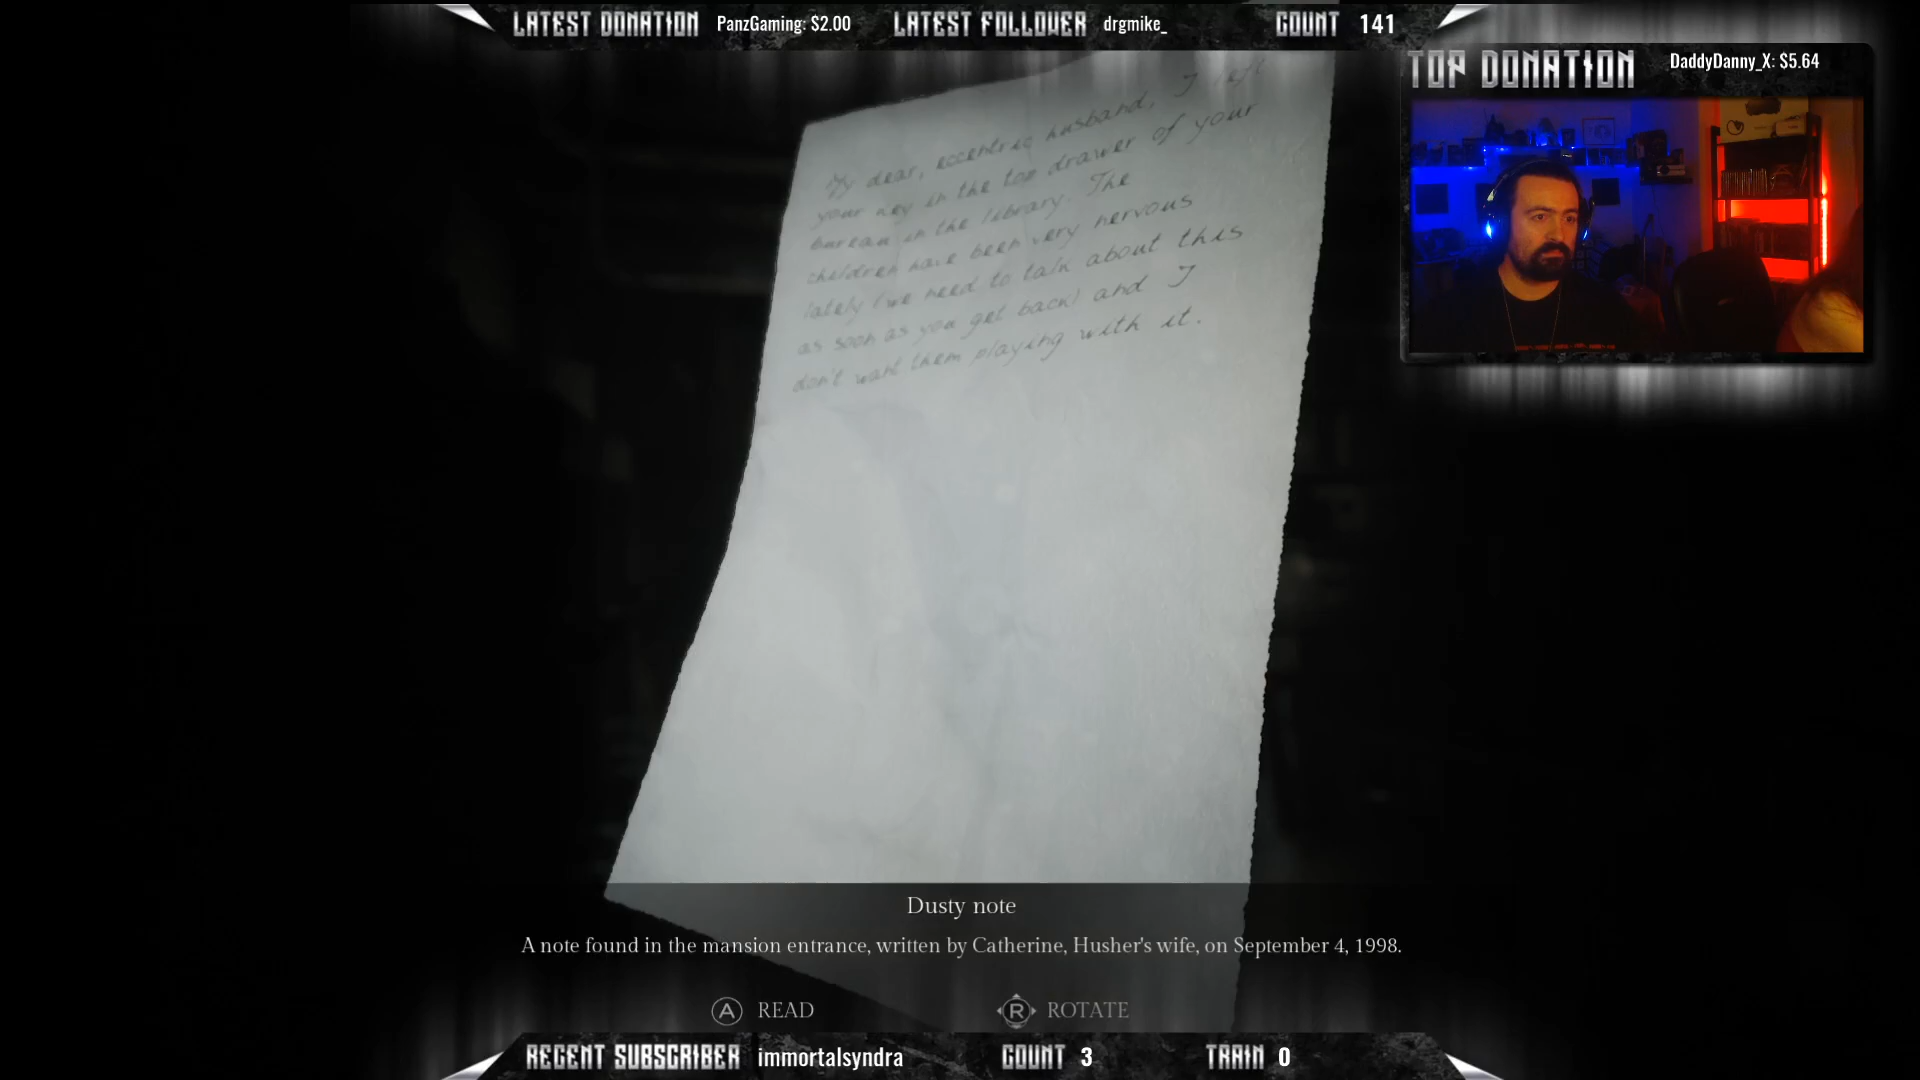 LATEST DONATION PanzGaming: $2.00 LATEST FOLLOWER drgmike_ COUNT 141
TOP DONATION DaddyDanny_X: $5.64
My dear, eccentric husband, I left
your key in the top drawer of your
bureau in the library. The
children have been very nervous
lately (we need to talk about this
as soon as you get back) and I
don't want them playing with it.
Dusty note
A note found in the mansion entrance, written by Catherine, Husher's wife, on September 4, 1998.
A READ R ROTATE
RECENT SUBSCRIBER immortalsyndra COUNT 3 TRAIN 0